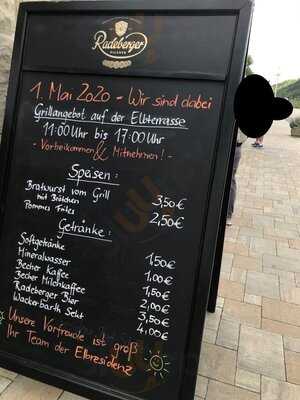 Radeberger
PILSNER
1. Mai 2020 - Wir sind dabei
Grillangebot auf der Elbterrasse
11:00 Uhr bis 17:00 Uhr
- Vorbeikommen & Mitnehmen! -
Speisen:
Bratwurst vom Grill
mit Brötchen 3,50€
Pommes Frites 2,50€
Getränke:
Softgetränke 1,50€
Mineralwasser 1,00€
Becher Kaffee 1,50€
Becher Milchkaffee 2,00€
Radeberger Bier 3,50€
Wackerbarth Sekt 4,00€
Unsere Vorfreude ist groß
Ihr Team der Elbresidenz